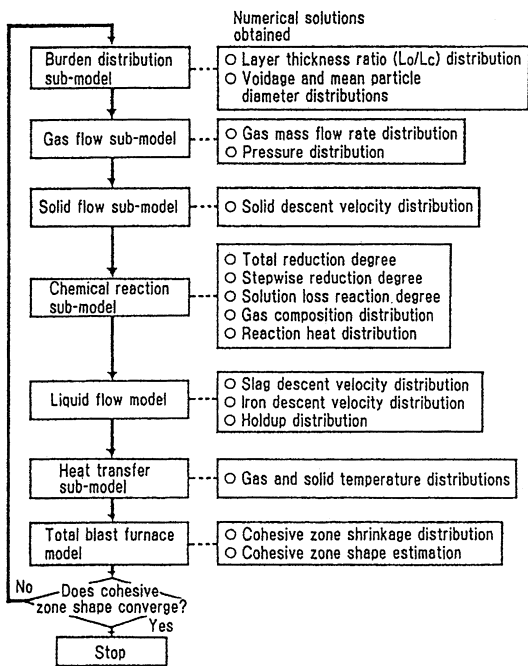 Numerical solutions
obtained
Burden distribution
sub-model
○ Layer thickness ratio (Lo/Lc) distribution
○ Voidage and mean particle
diameter distributions
Gas flow sub-model
○ Gas mass flow rate distribution
○ Pressure distribution
Solid flow sub-model
○ Solid descent velocity distribution
Chemical reaction
sub-model
○ Total reduction degree
○ Stepwise reduction degree
○ Solution loss reaction degree
○ Gas composition distribution
○ Reaction heat distribution
Liquid flow model
○ Slag descent velocity distribution
○ Iron descent velocity distribution
○ Holdup distribution
Heat transfer
sub-model
○ Gas and solid temperature distributions
Total blast furnace
model
○ Cohesive zone shrinkage distribution
○ Cohesive zone shape estimation
No
Does cohesive
zone shape converge?
Yes
Stop